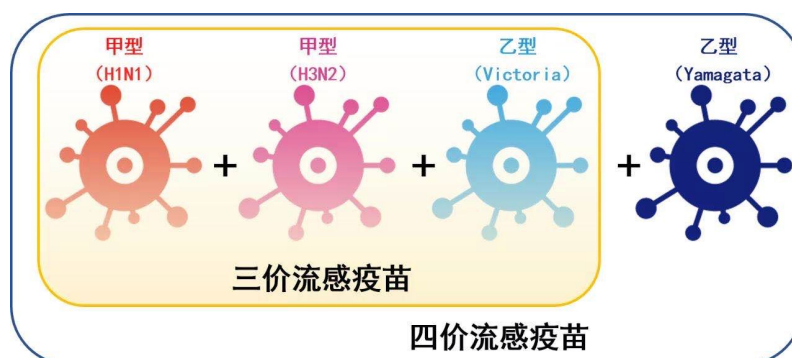 甲型
（H1N1）
甲型
（H3N2）
乙型
（Victoria）
乙型
（Yamagata）
+
+
+
三价流感疫苗
四价流感疫苗